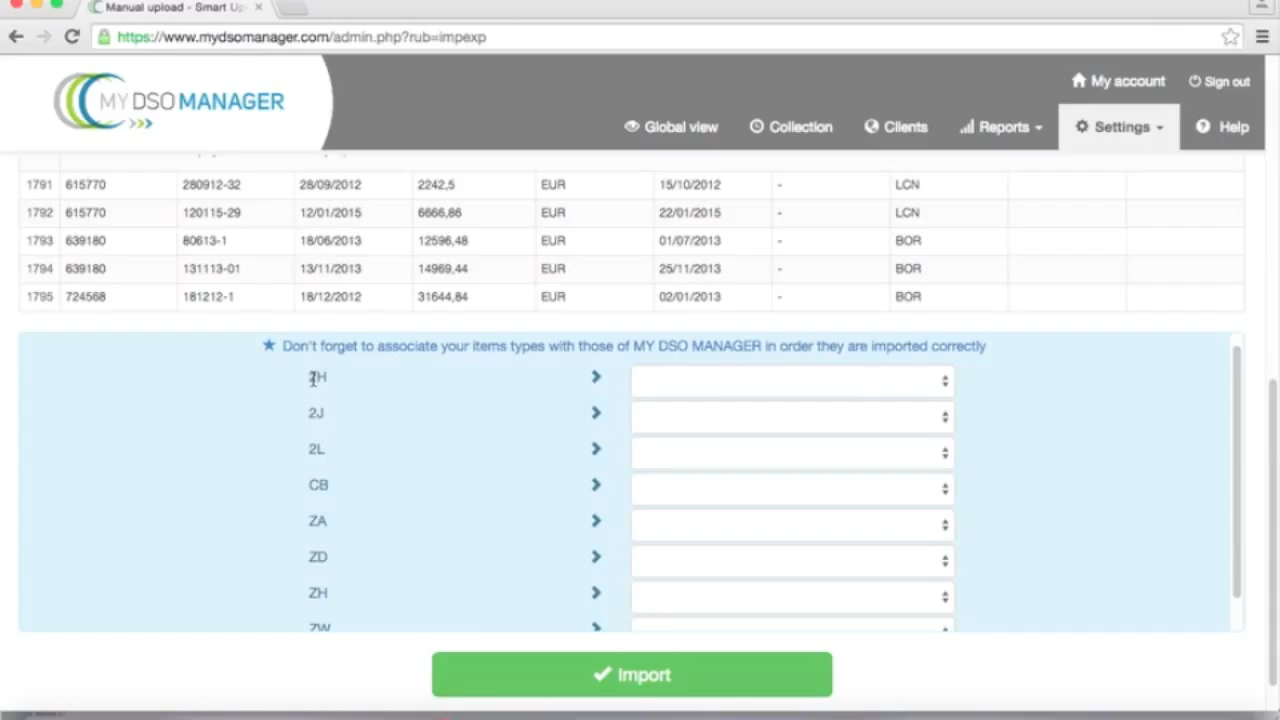 Manual upload - Smart Up
https://www.mydsomanager.com/admin.php?rub=impexp
MY DSO MANAGER
My account Sign out
Global view Collection Clients Reports Settings Help
1791 615770 280912-32 28/09/2012 2242,5 EUR 15/10/2012 - LCN
1792 615770 120115-29 12/01/2015 6666,86 EUR 22/01/2015 - LCN
1793 639180 80613-1 18/06/2013 12596,48 EUR 01/07/2013 - BOR
1794 639180 131113-01 13/11/2013 14969,44 EUR 25/11/2013 - BOR
1795 724568 181212-1 18/12/2012 31644,84 EUR 02/01/2013 - BOR
★ Don't forget to associate your items types with those of MY DSO MANAGER in order they are imported correctly
2H
2J
2L
CB
ZA
ZD
ZH
ZW
Import